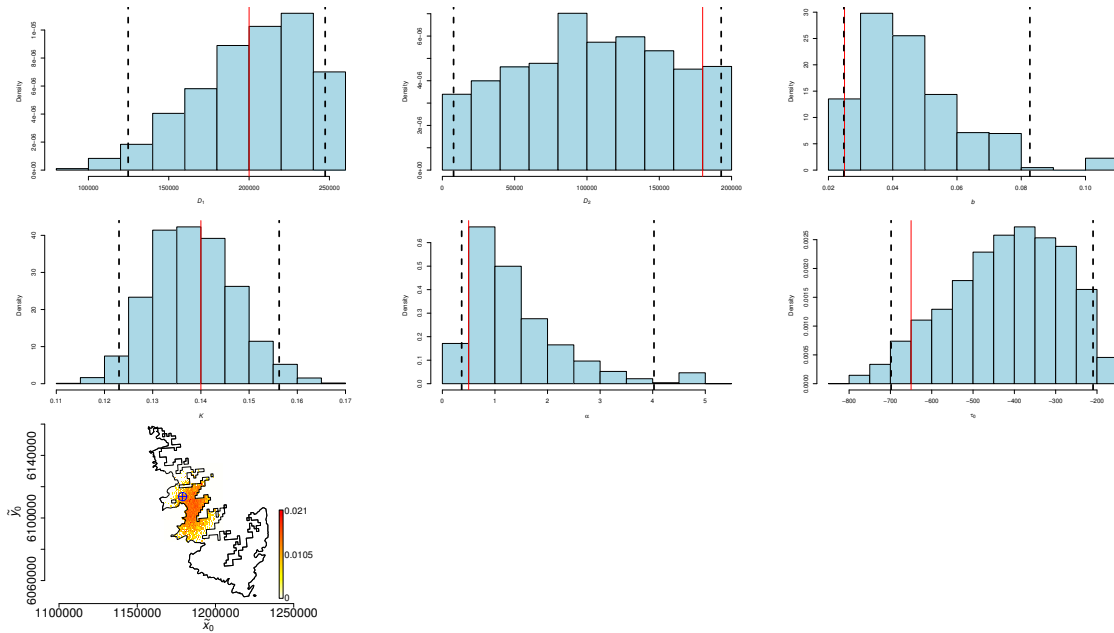 Density
0e+00 2e-06 4e-06 6e-06 8e-06 1e-05
100000 150000 200000 250000
D₁
Density
0e+00 2e-06 4e-06 6e-06
0 50000 100000 150000 200000
D₂
Density
0 5 10 15 20 25 30
0.02 0.04 0.06 0.08 0.10
b
Density
0 10 20 30 40
0.11 0.12 0.13 0.14 0.15 0.16 0.17
K
Density
0.0 0.1 0.2 0.3 0.4 0.5 0.6
0 1 2 3 4 5
α
Density
0.0000 0.0005 0.0010 0.0015 0.0020 0.0025
−800 −600 −500 −400 −300 −200
τ₀
ỹ₀
6060000 6100000 6140000
0.021
0.0105
0
1100000 1150000 1200000 1250000
x̃₀